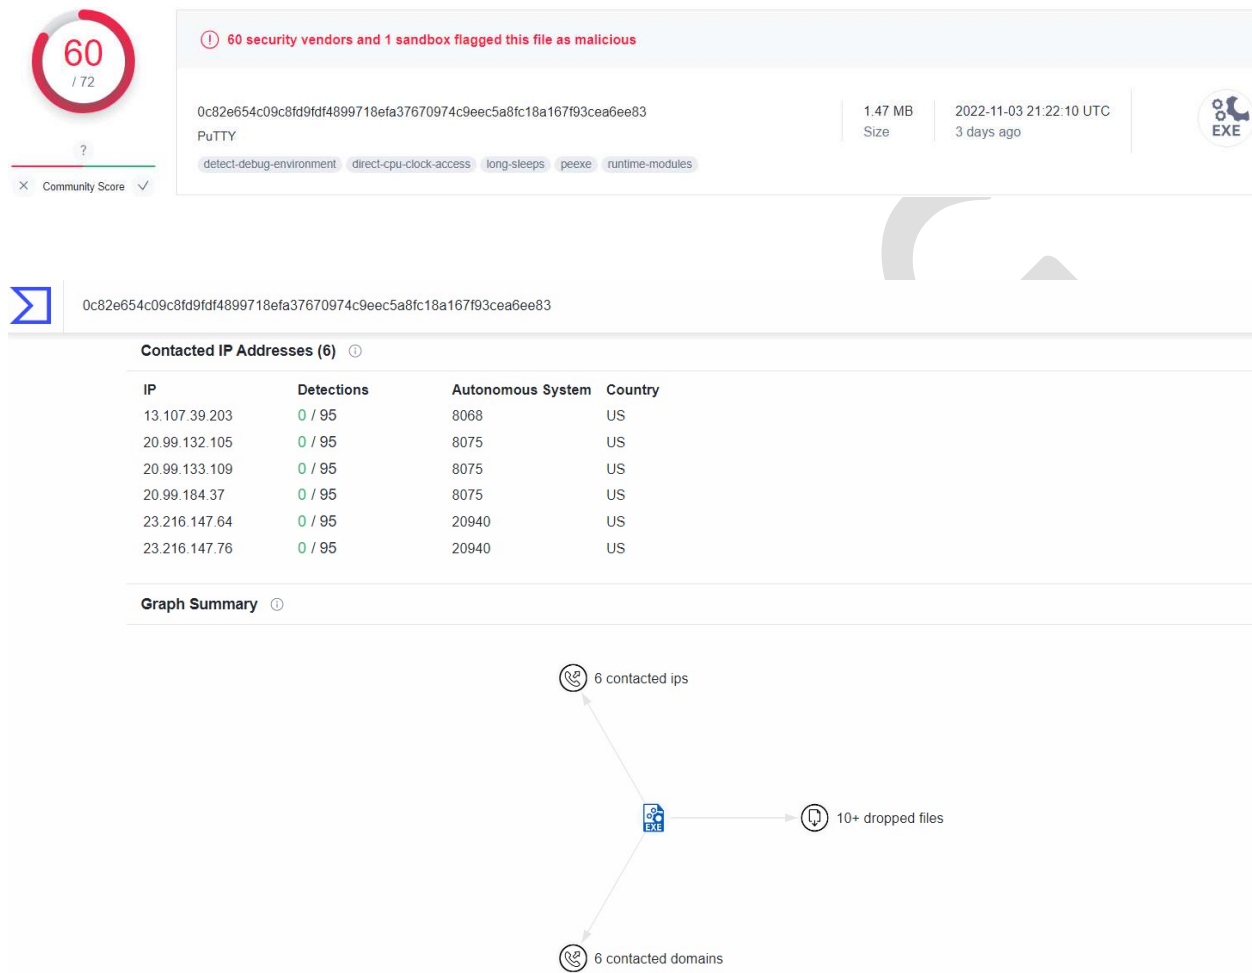 60
/ 72
?
Community Score
60 security vendors and 1 sandbox flagged this file as malicious
0c82e654c09c8fd9fdf4899718efa37670974c9eec5a8fc18a167f93cea6ee83
PuTTY
detect-debug-environment direct-cpu-clock-access long-sleeps peexe runtime-modules
1.47 MB
Size
2022-11-03 21:22:10 UTC
3 days ago
EXE
0c82e654c09c8fd9fdf4899718efa37670974c9eec5a8fc18a167f93cea6ee83
Contacted IP Addresses (6)
IP Detections Autonomous System Country
13.107.39.203 0 / 95 8068 US
20.99.132.105 0 / 95 8075 US
20.99.133.109 0 / 95 8075 US
20.99.184.37 0 / 95 8075 US
23.216.147.64 0 / 95 20940 US
23.216.147.76 0 / 95 20940 US
Graph Summary
6 contacted ips
EXE
10+ dropped files
6 contacted domains